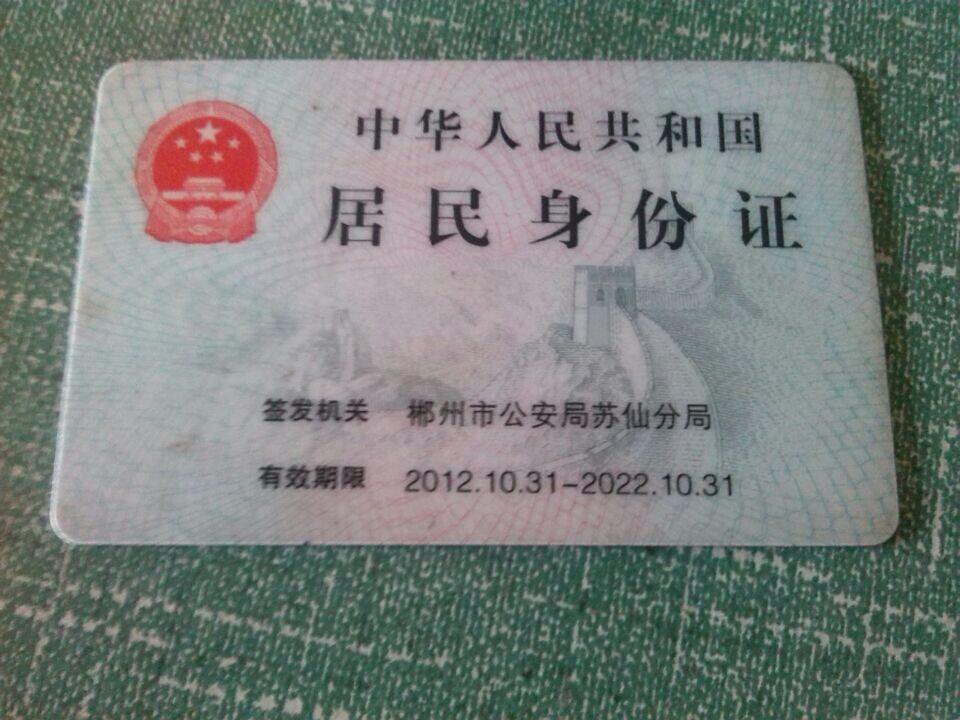 中华人民共和国
居民身份证
签发机关 郴州市公安局苏仙分局
有效期限 2012.10.31-2022.10.31